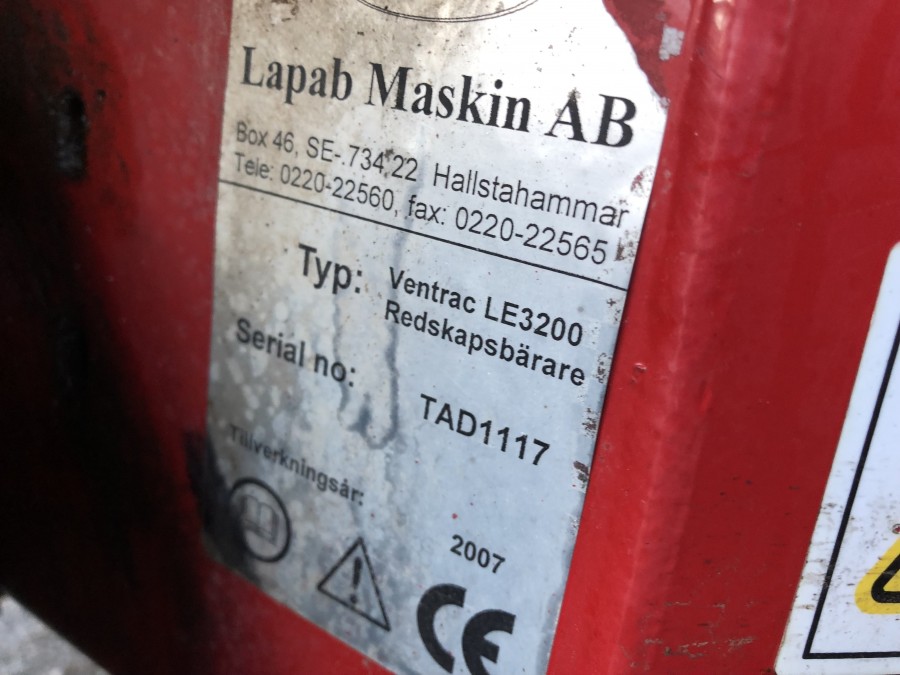 Lapab Maskin AB
Box 46, SE-.734 22 Hallstahammar
Tele: 0220-22560, fax: 0220-22565
Typ: Ventrac LE3200
Redskapsbärare
Serial no: TAD1117
Tillverkningsår: 2007
CE